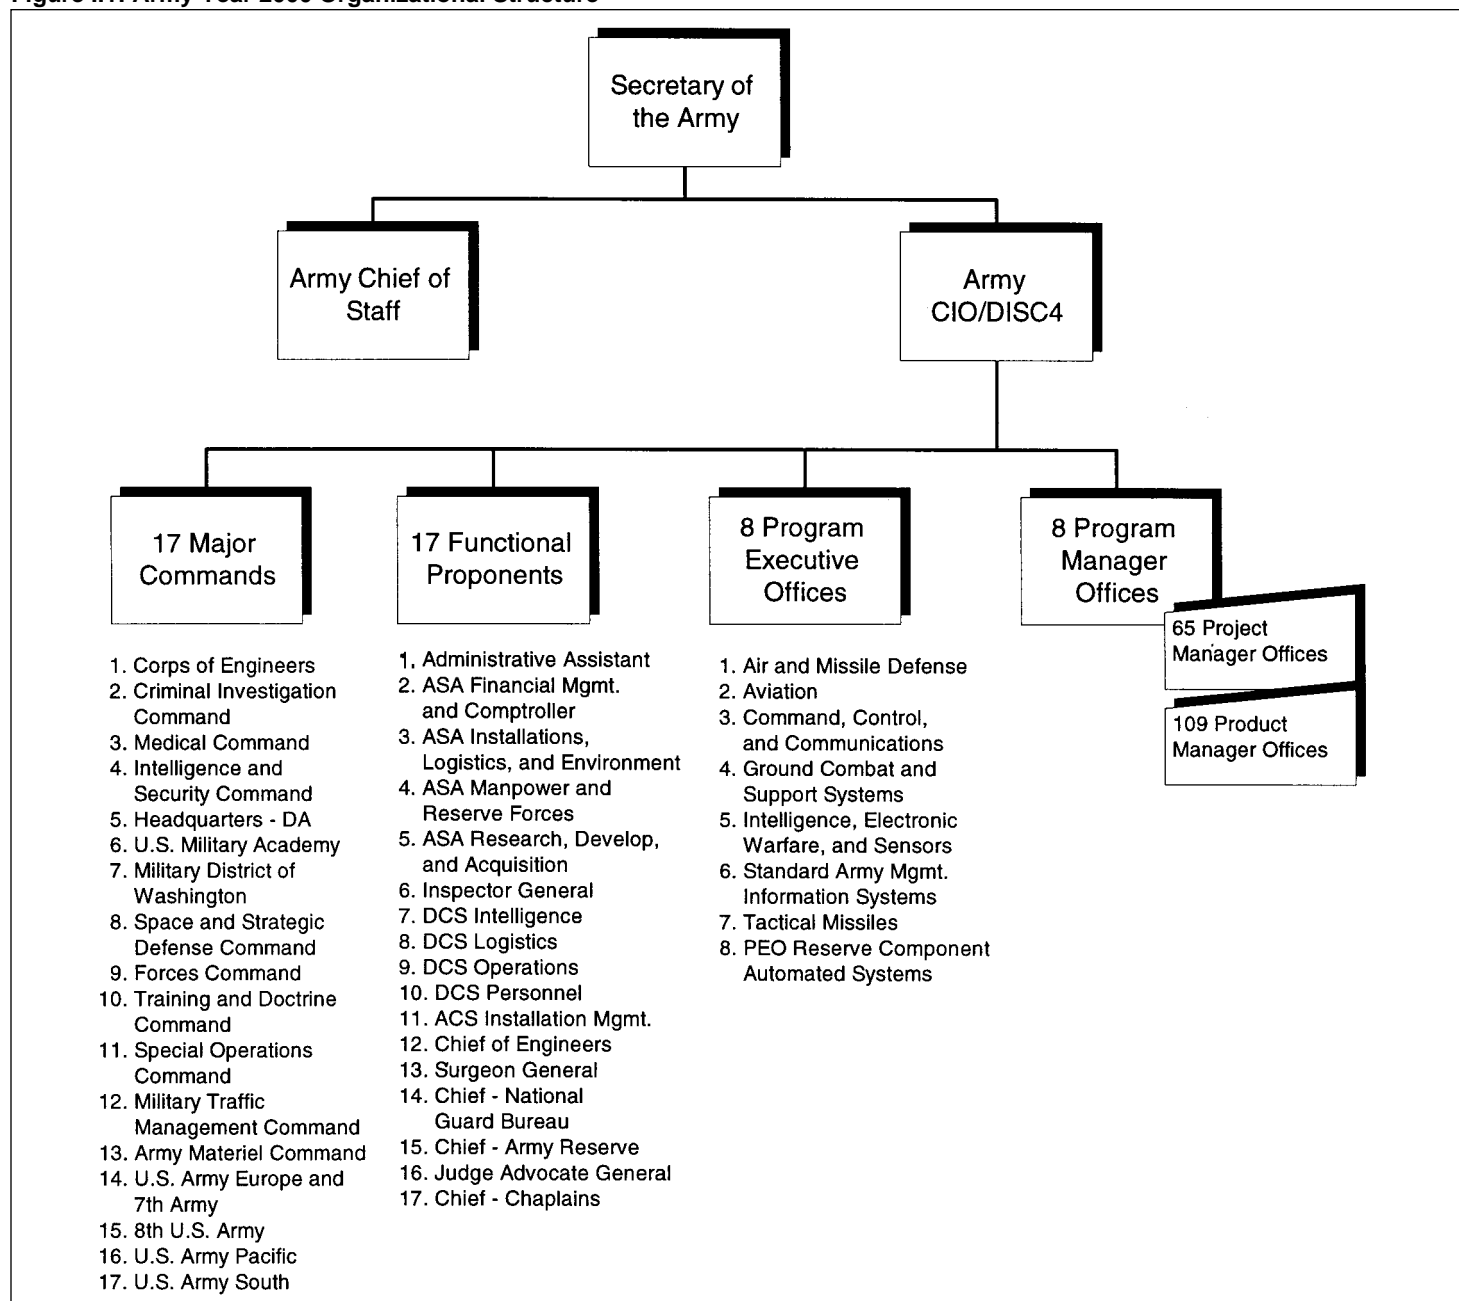 Secretary of
the Army
Army Chief of
Staff
Army
CIO/DISC4
17 Major
Commands
17 Functional
Proponents
8 Program
Executive
Offices
8 Program
Manager
Offices
65 Project
Manager Offices
109 Product
Manager Offices
1. Corps of Engineers
2. Criminal Investigation
Command
3. Medical Command
4. Intelligence and
Security Command
5. Headquarters - DA
6. U.S. Military Academy
7. Military District of
Washington
8. Space and Strategic
Defense Command
9. Forces Command
10. Training and Doctrine
Command
11. Special Operations
Command
12. Military Traffic
Management Command
13. Army Materiel Command
14. U.S. Army Europe and
7th Army
15. 8th U.S. Army
16. U.S. Army Pacific
17. U.S. Army South
1. Administrative Assistant
2. ASA Financial Mgmt.
and Comptroller
3. ASA Installations,
Logistics, and Environment
4. ASA Manpower and
Reserve Forces
5. ASA Research, Develop,
and Acquisition
6. Inspector General
7. DCS Intelligence
8. DCS Logistics
9. DCS Operations
10. DCS Personnel
11. ACS Installation Mgmt.
12. Chief of Engineers
13. Surgeon General
14. Chief - National
Guard Bureau
15. Chief - Army Reserve
16. Judge Advocate General
17. Chief - Chaplains
1. Air and Missile Defense
2. Aviation
3. Command, Control,
and Communications
4. Ground Combat and
Support Systems
5. Intelligence, Electronic
Warfare, and Sensors
6. Standard Army Mgmt.
Information Systems
7. Tactical Missiles
8. PEO Reserve Component
Automated Systems